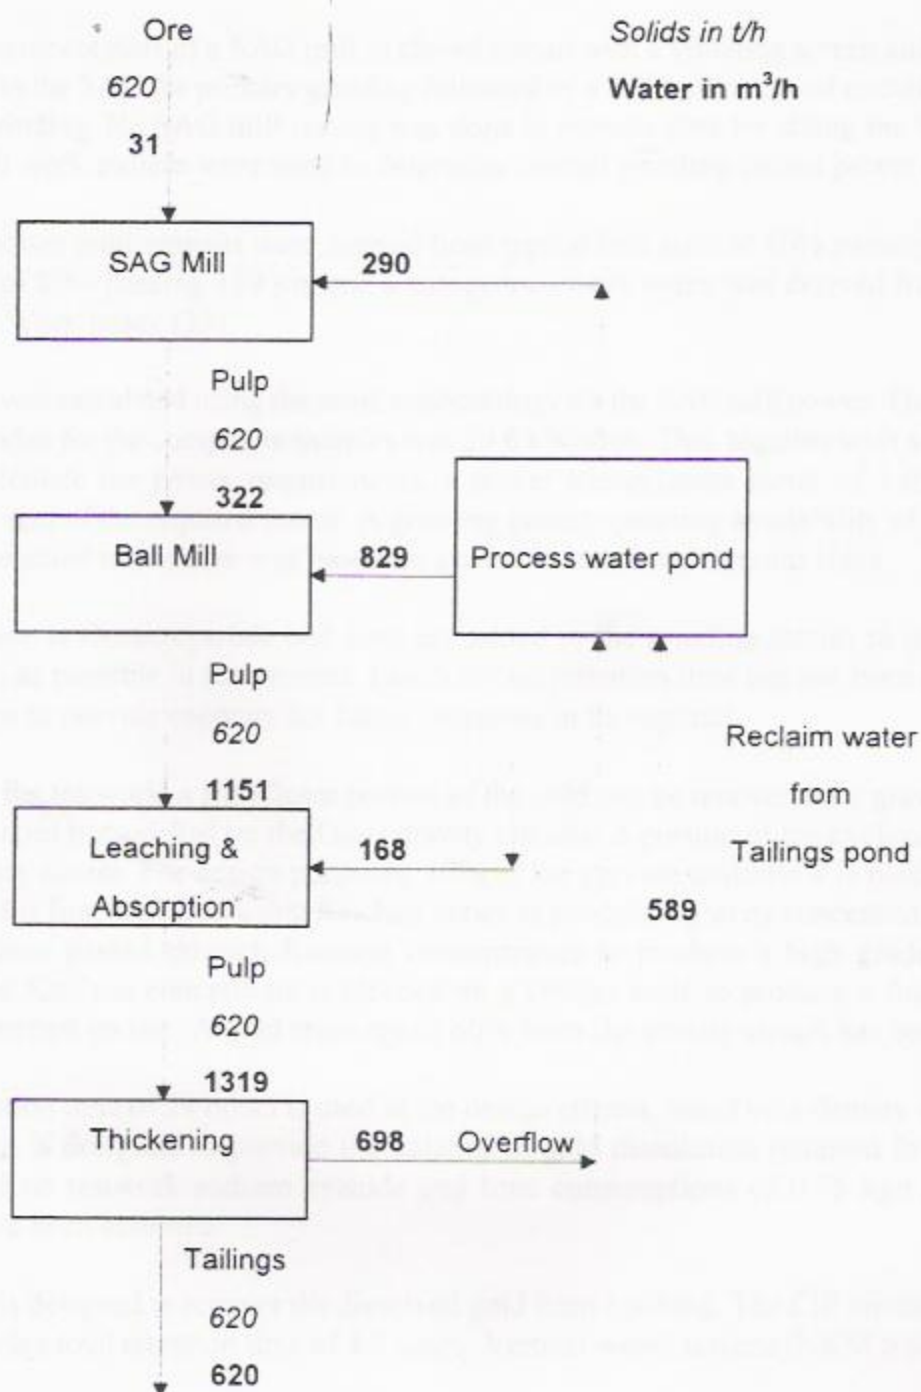 Ore
620
31
Solids in t/h
Water in m³/h
SAG Mill
290
Pulp
620
322
Ball Mill
829
Process water pond
Pulp
620
1151
Leaching &
Absorption
168
Reclaim water
from
Tailings pond
589
Pulp
620
1319
Thickening
698
Overflow
Tailings
620
620